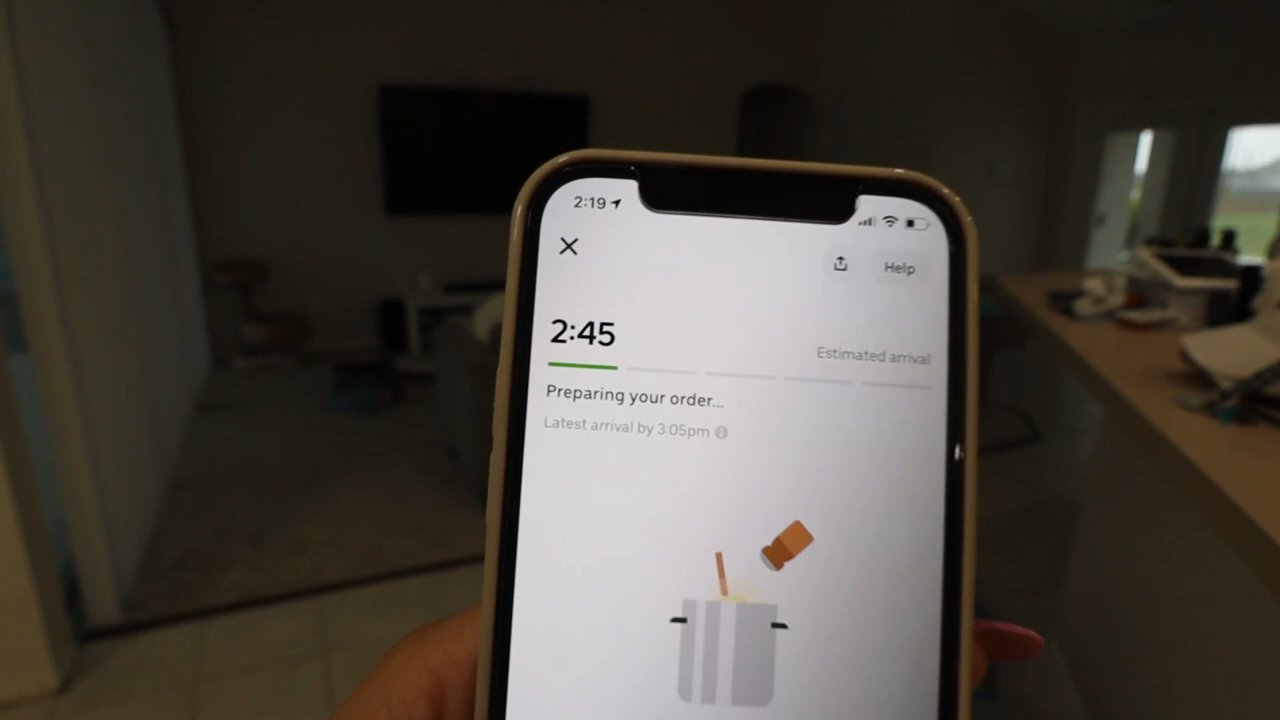 2:19
Help
2:45
Estimated arrival
Preparing your order...
Latest arrival by 3:05pm